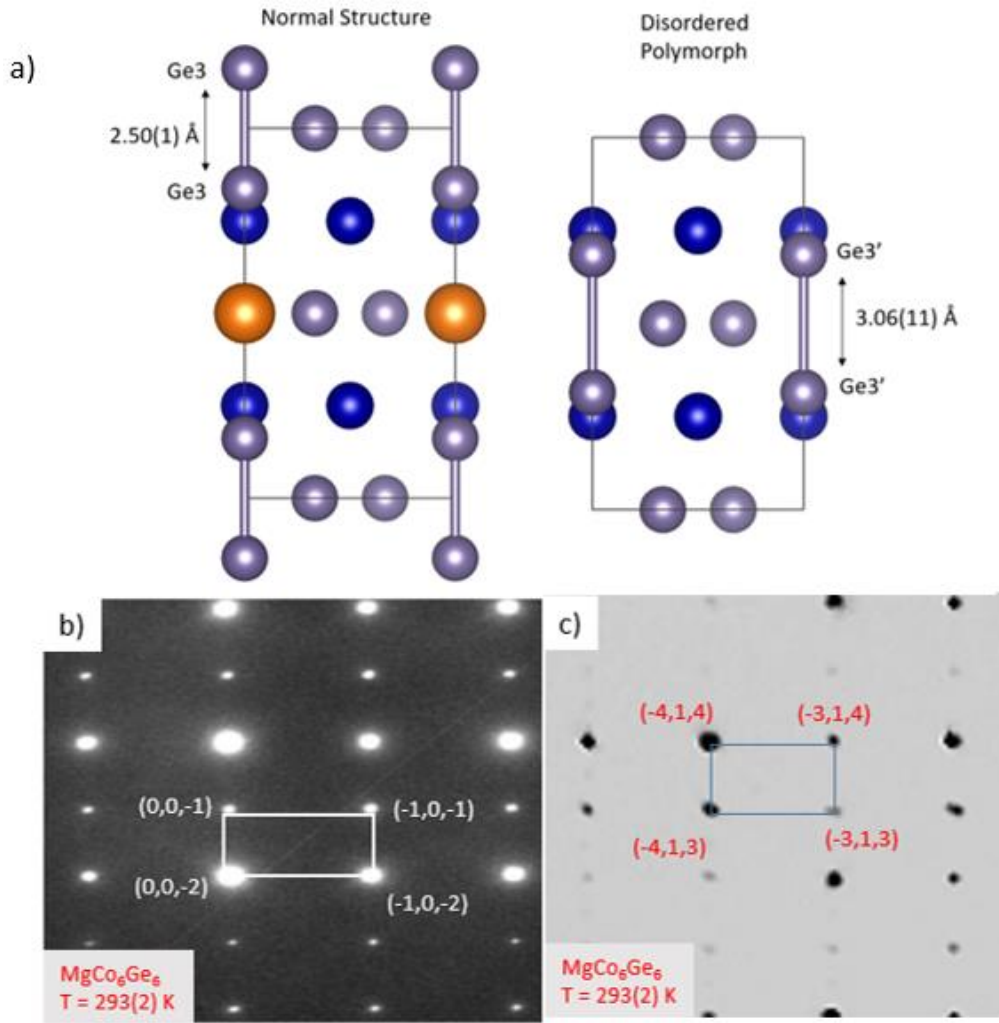 Normal Structure
Disordered
Polymorph
a)
Ge3
2.50(1) Å
Ge3
Ge3'
3.06(11) Å
Ge3'
b)
(0,0,-1)
(-1,0,-1)
(0,0,-2)
(-1,0,-2)
MgCo₆Ge₆
T = 293(2) K
c)
(-4,1,4)
(-3,1,4)
(-4,1,3)
(-3,1,3)
MgCo₆Ge₆
T = 293(2) K